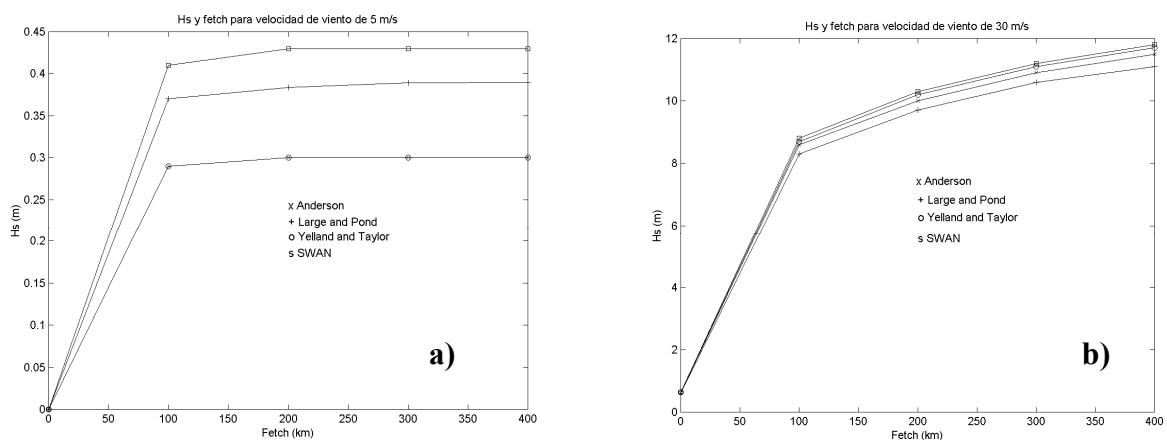 Hs y fetch para velocidad de viento de 5 m/s
0.45
0.4
0.35
0.3
0.25
0.2
0.15
0.1
0.05
0
Hs (m)
x Anderson
+ Large and Pond
o Yelland and Taylor
s SWAN
a)
0 50 100 150 200 250 300 350 400
Fetch (km)
Hs y fetch para velocidad de viento de 30 m/s
12
10
8
6
4
2
0
Hs (m)
x Anderson
+ Large and Pond
o Yelland and Taylor
s SWAN
b)
0 50 100 150 200 250 300 350 400
Fetch (km)